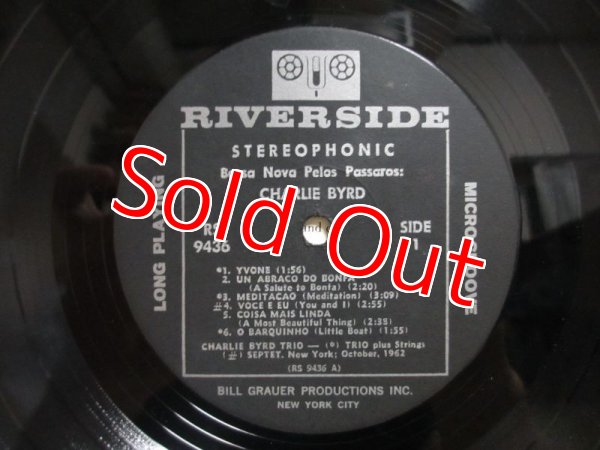 RIVERSIDE
STEREOPHONIC
Bossa Nova Pelos Passaros:
CHARLIE BYRD
LONG PLAYING
MICROGROOVE
RS
9436
SIDE
1
Sold Out
*1. YVONE (1:56)
2. UN ABRACO DO BONFA
(A Salute to Bonfa) (2:20)
*3. MEDITACAO (Meditation) (3:09)
#4. VOCE E EU (You and I) (2:55)
5. COISA MAIS LINDA
(A Most Beautiful Thing) (2:35)
*6. O BARQUINHO (Little Boat) (1:55)
CHARLIE BYRD TRIO — (*) TRIO plus Strings
(#) SEPTET. New York; October, 1962
(RS 9436 A)
BILL GRAUER PRODUCTIONS INC.
NEW YORK CITY